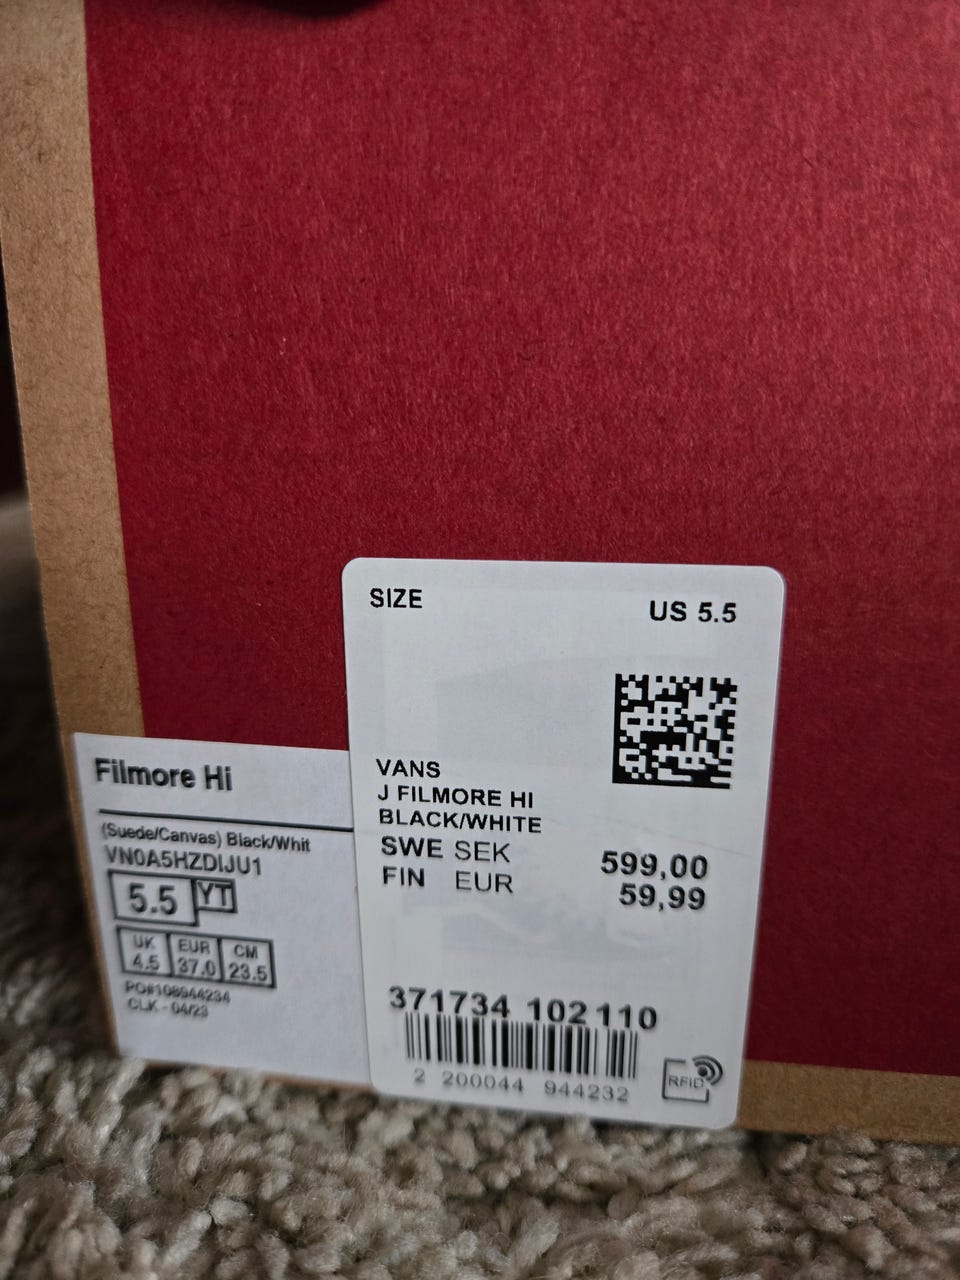 Filmore Hi
(Suede/Canvas) Black/Whit
VN0A5HZDIJU1
5.5 YT
UK EUR CM
4.5 37.0 23.5
PO#108944234
CLK - 04/23
SIZE US 5.5
VANS
J FILMORE HI
BLACK/WHITE
SWE SEK 599,00
FIN EUR 59,99
371734 102 110
2 200044 944232
RFID